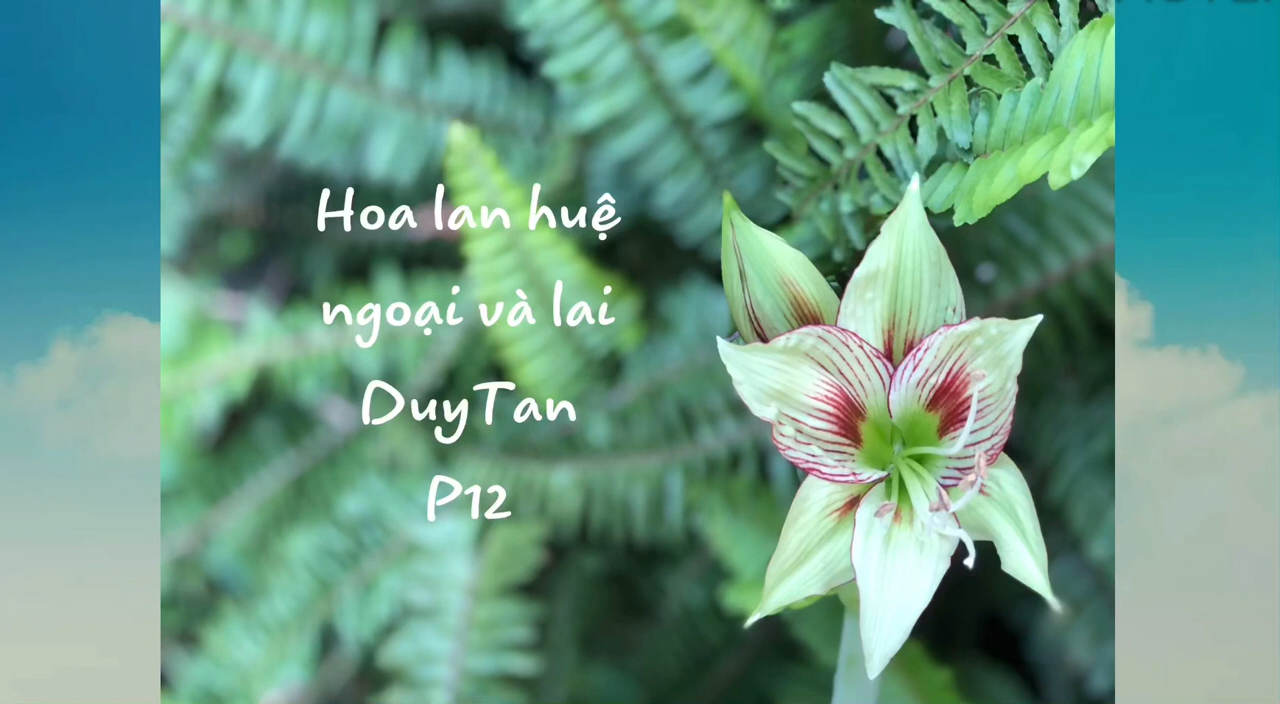 Hoa lan huệ
ngoại và lai
DuyTan
P12